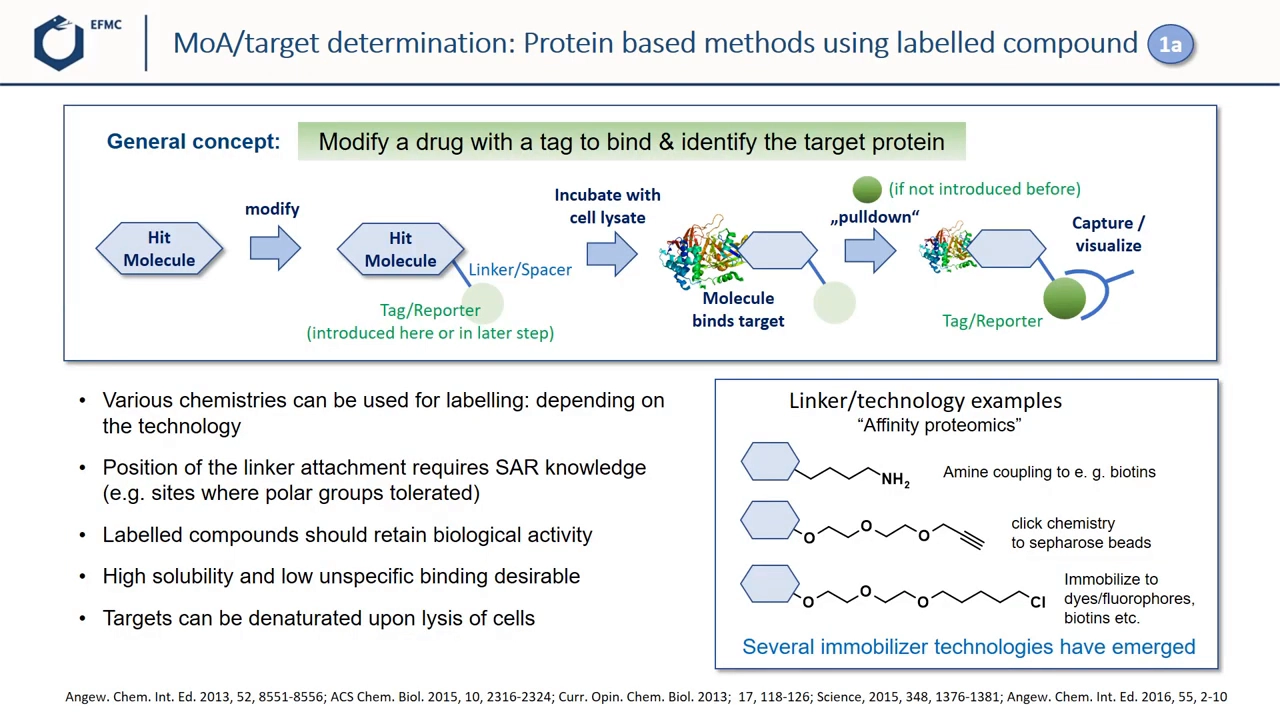 EFMC
MoA/target determination: Protein based methods using labelled compound
1a
General concept:
Modify a drug with a tag to bind & identify the target protein
Hit
Molecule
modify
Hit
Molecule
Linker/Spacer
Tag/Reporter
(introduced here or in later step)
Incubate with
cell lysate
Molecule
binds target
(if not introduced before)
„pulldown“
Capture /
visualize
Tag/Reporter
• Various chemistries can be used for labelling: depending on
the technology
• Position of the linker attachment requires SAR knowledge
(e.g. sites where polar groups tolerated)
• Labelled compounds should retain biological activity
• High solubility and low unspecific binding desirable
• Targets can be denaturated upon lysis of cells
Linker/technology examples
“Affinity proteomics”
NH2
Amine coupling to e. g. biotins
O
O
O
click chemistry
to sepharose beads
O
O
O
Cl
Immobilize to
dyes/fluorophores,
biotins etc.
Several immobilizer technologies have emerged
Angew. Chem. Int. Ed. 2013, 52, 8551-8556; ACS Chem. Biol. 2015, 10, 2316-2324; Curr. Opin. Chem. Biol. 2013; 17, 118-126; Science, 2015, 348, 1376-1381; Angew. Chem. Int. Ed. 2016, 55, 2-10